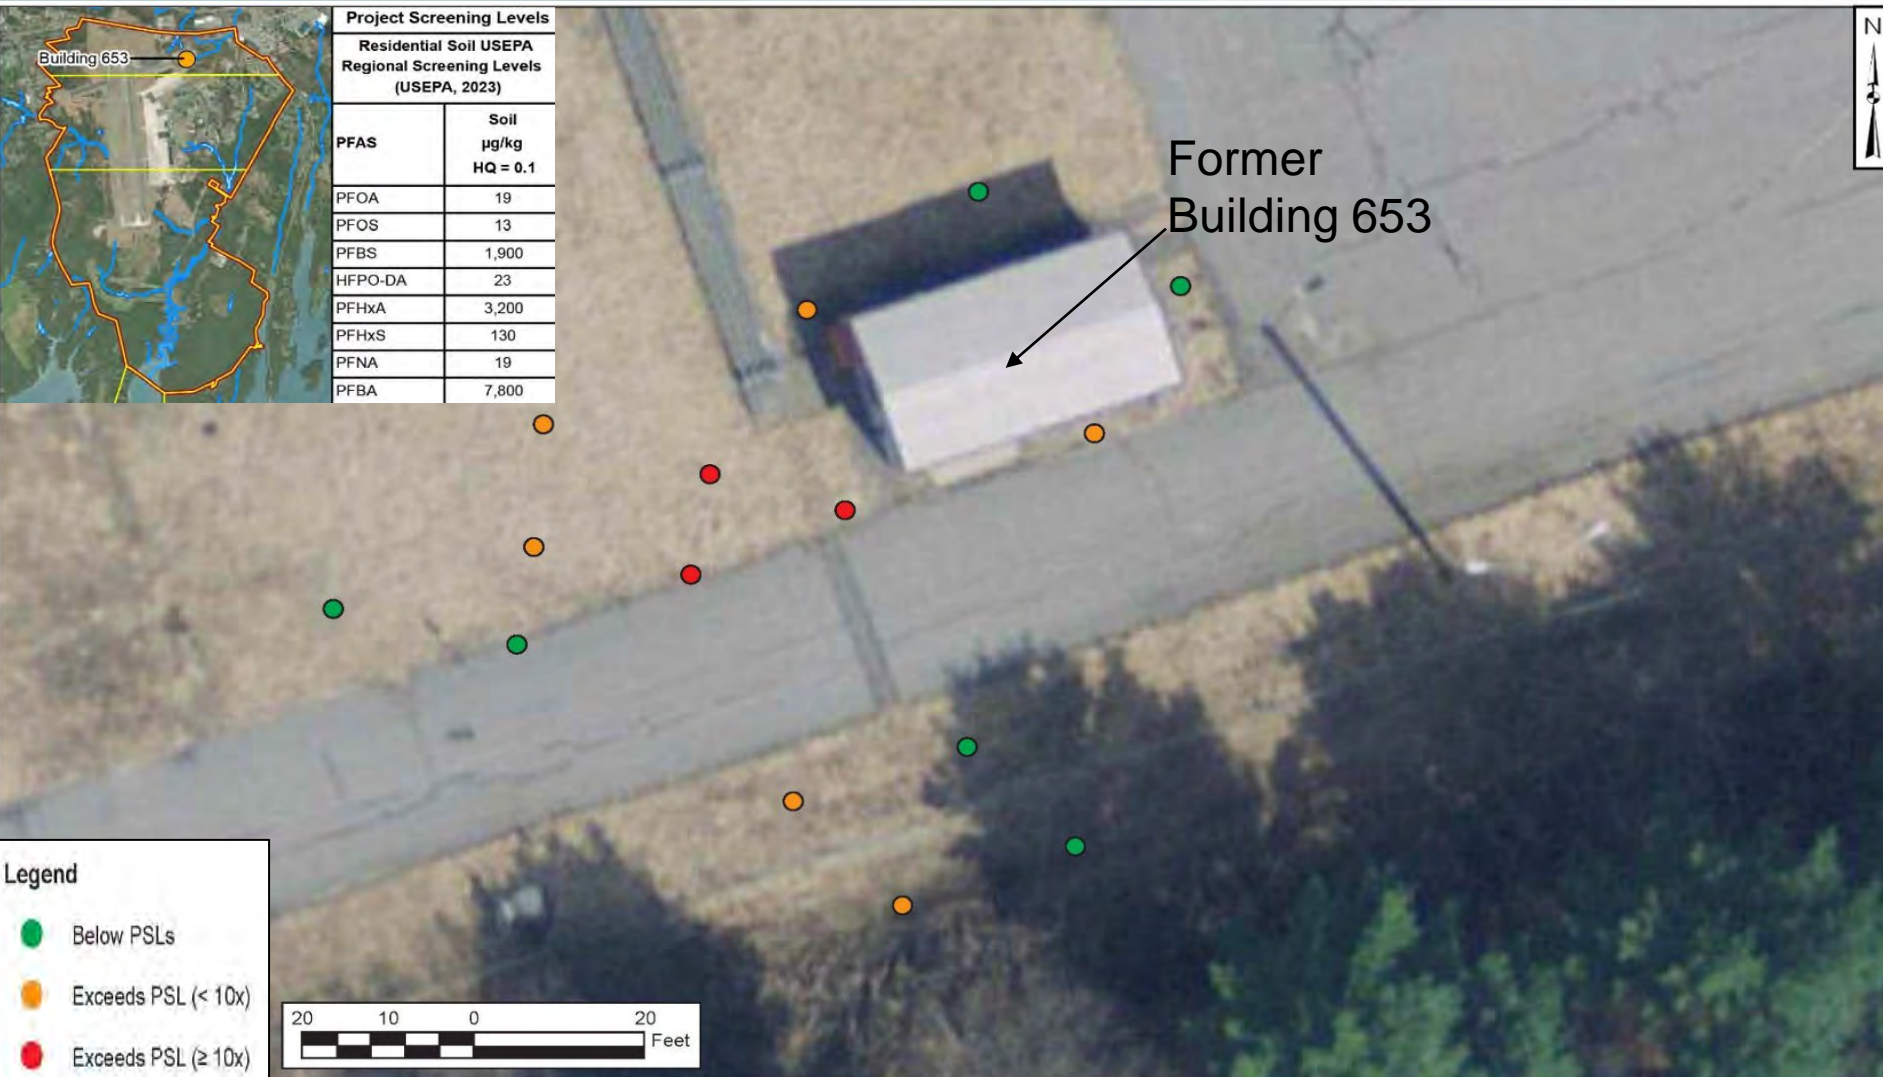 Building 653
Project Screening Levels
Residential Soil USEPA
Regional Screening Levels
(USEPA, 2023)
PFAS
Soil
µg/kg
HQ = 0.1
PFOA 19
PFOS 13
PFBS 1,900
HFPO-DA 23
PFHxA 3,200
PFHxS 130
PFNA 19
PFBA 7,800
N
Former
Building 653
Legend
Below PSLs
Exceeds PSL (< 10x)
Exceeds PSL (≥ 10x)
20 10 0 20
Feet